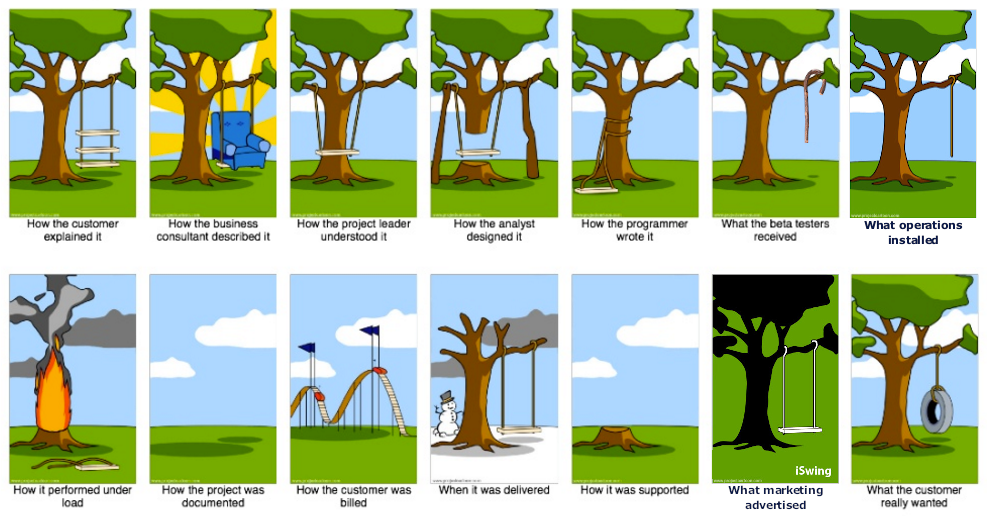 How the customer
explained it
How the business
consultant described it
How the project leader
understood it
How the analyst
designed it
How the programmer
wrote it
What the beta testers
received
What operations
installed
iSwing
How it performed under
load
How the project was
documented
How the customer was
billed
When it was delivered
How it was supported
What marketing
advertised
What the customer
really wanted